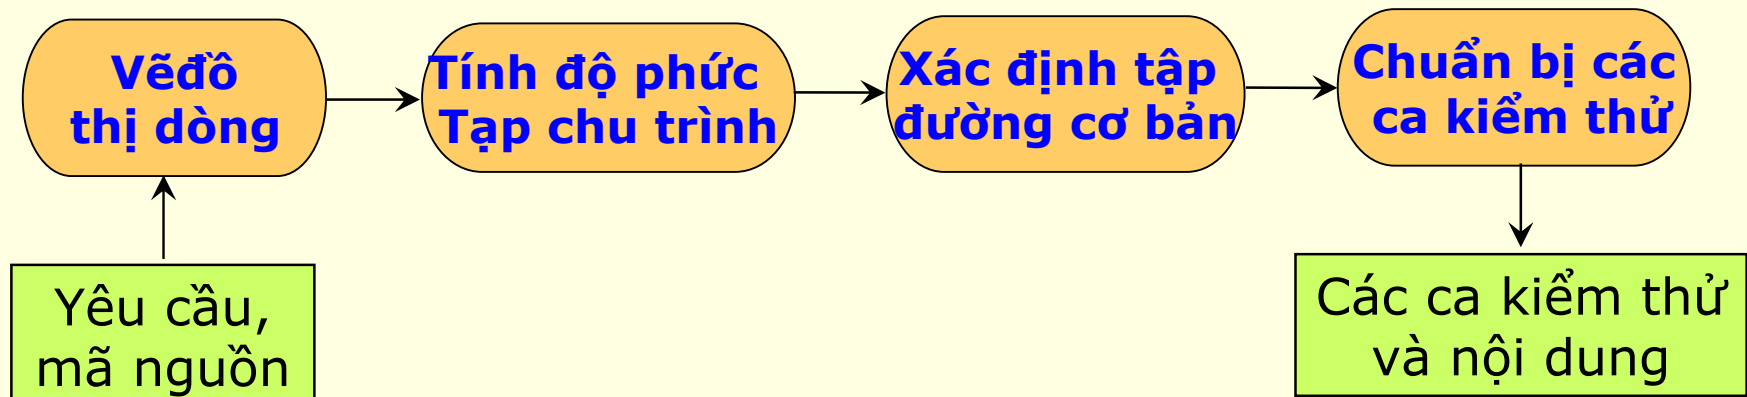 Vẽđồ
thị dòng
Tính độ phức
Tạp chu trình
Xác định tập
đường cơ bản
Chuẩn bị các
ca kiểm thử
Yêu cầu,
mã nguồn
Các ca kiểm thử
và nội dung